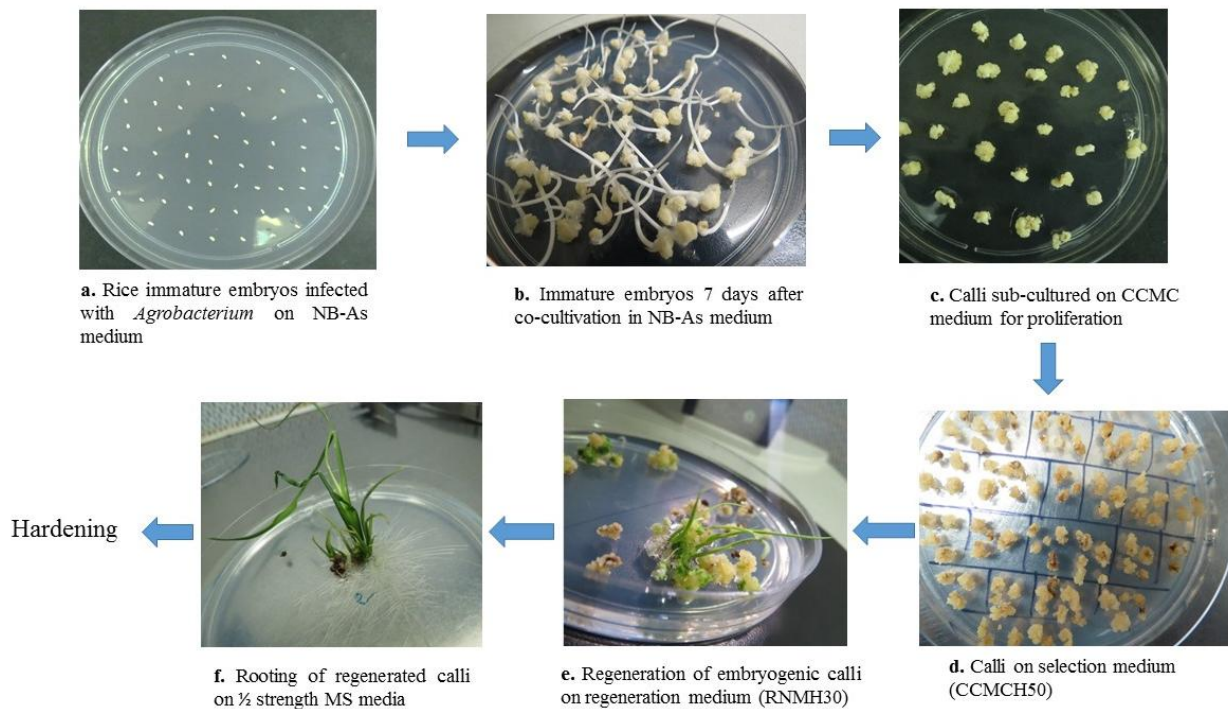 a. Rice immature embryos infected
with Agrobacterium on NB-As
medium
b. Immature embryos 7 days after
co-cultivation in NB-As medium
c. Calli sub-cultured on CCMC
medium for proliferation
d. Calli on selection medium
(CCMCH50)
e. Regeneration of embryogenic calli
on regeneration medium (RNMH30)
f. Rooting of regenerated calli
on ½ strength MS media
Hardening